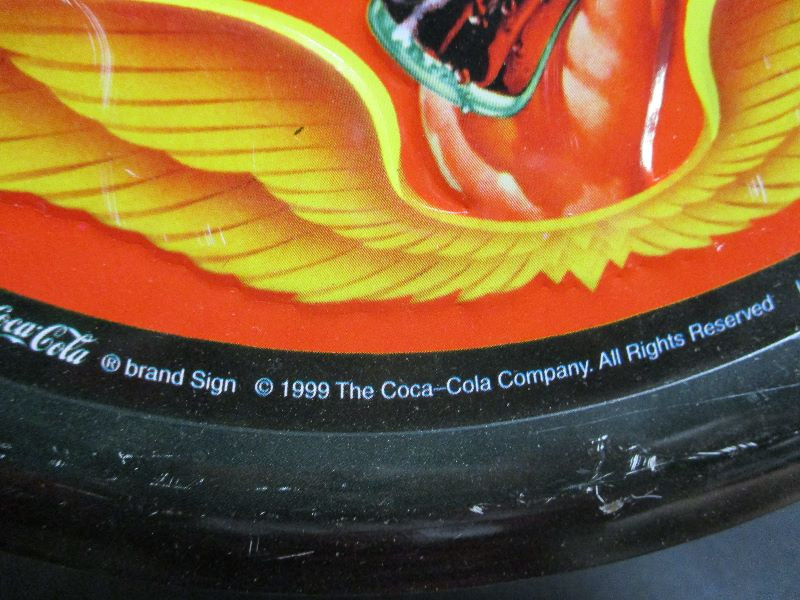 Coca-Cola ® brand Sign © 1999 The Coca-Cola Company. All Rights Reserved